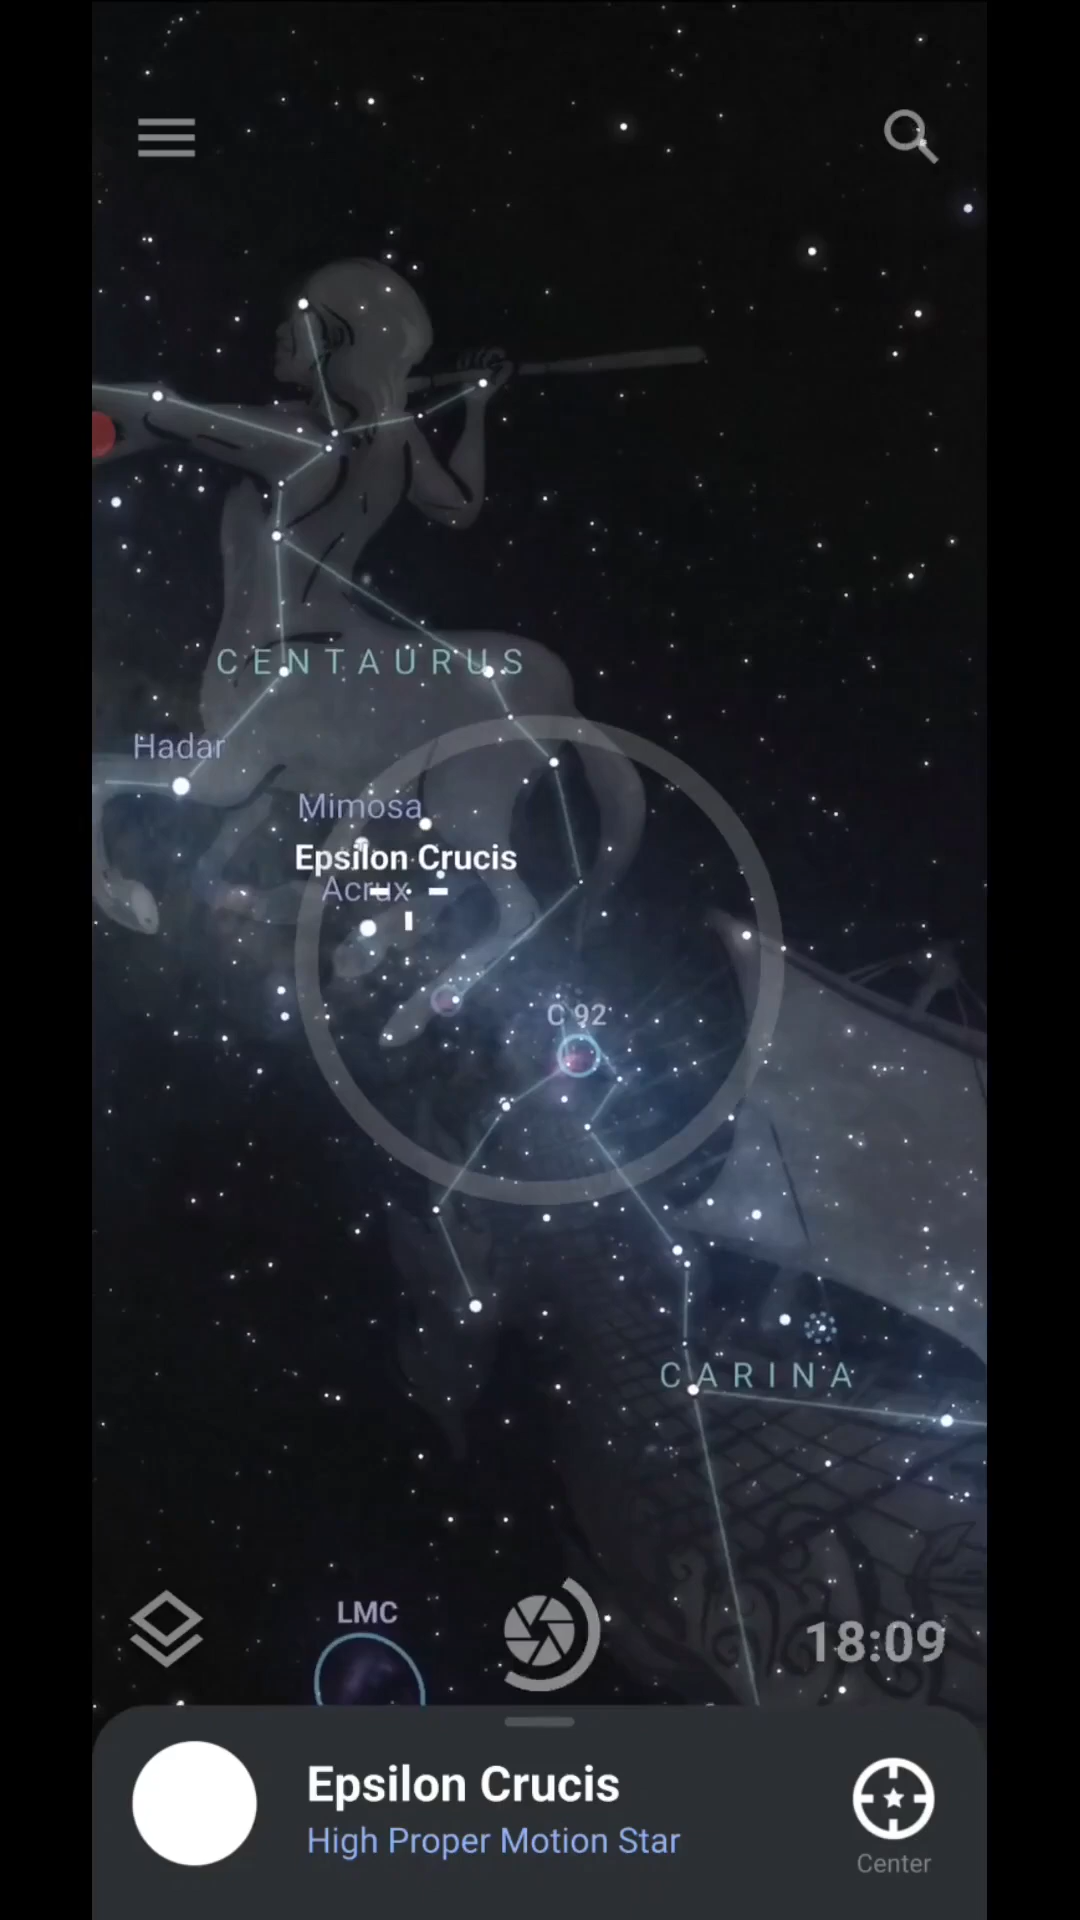 CENTAURUS
Hadar
Mimosa
Epsilon Crucis
Acrux
C 92
CARINA
LMC
18:09
Epsilon Crucis
High Proper Motion Star
Center